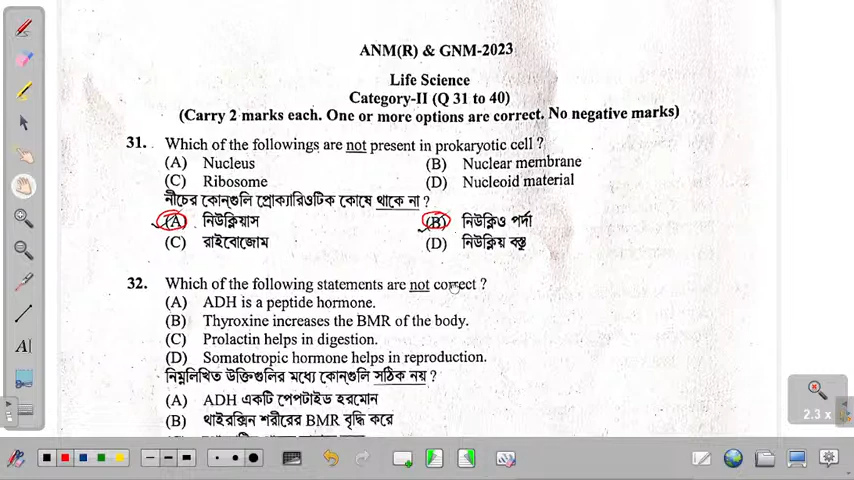 ANM(R) & GNM-2023
Life Science
Category-II (Q 31 to 40)
(Carry 2 marks each. One or more options are correct. No negative marks)
31. Which of the followings are not present in prokaryotic cell ?
(A) Nucleus (B) Nuclear membrane
(C) Ribosome (D) Nucleoid material
নীচের কোন্‌গুলি প্রোক্যারিওটিক কোষে থাকে না ?
(A) নিউক্লিয়াস (B) নিউক্লিও পর্দা
(C) রাইবোজোম (D) নিউক্লিয় বস্তু
32. Which of the following statements are not correct ?
(A) ADH is a peptide hormone.
(B) Thyroxine increases the BMR of the body.
(C) Prolactin helps in digestion.
(D) Somatotropic hormone helps in reproduction.
নিম্নলিখিত উক্তিগুলির মধ্যে কোন্‌গুলি সঠিক নয় ?
(A) ADH একটি পেপটাইড হরমোন
(B) থাইরক্সিন শরীরের BMR বৃদ্ধি করে
2.3 x